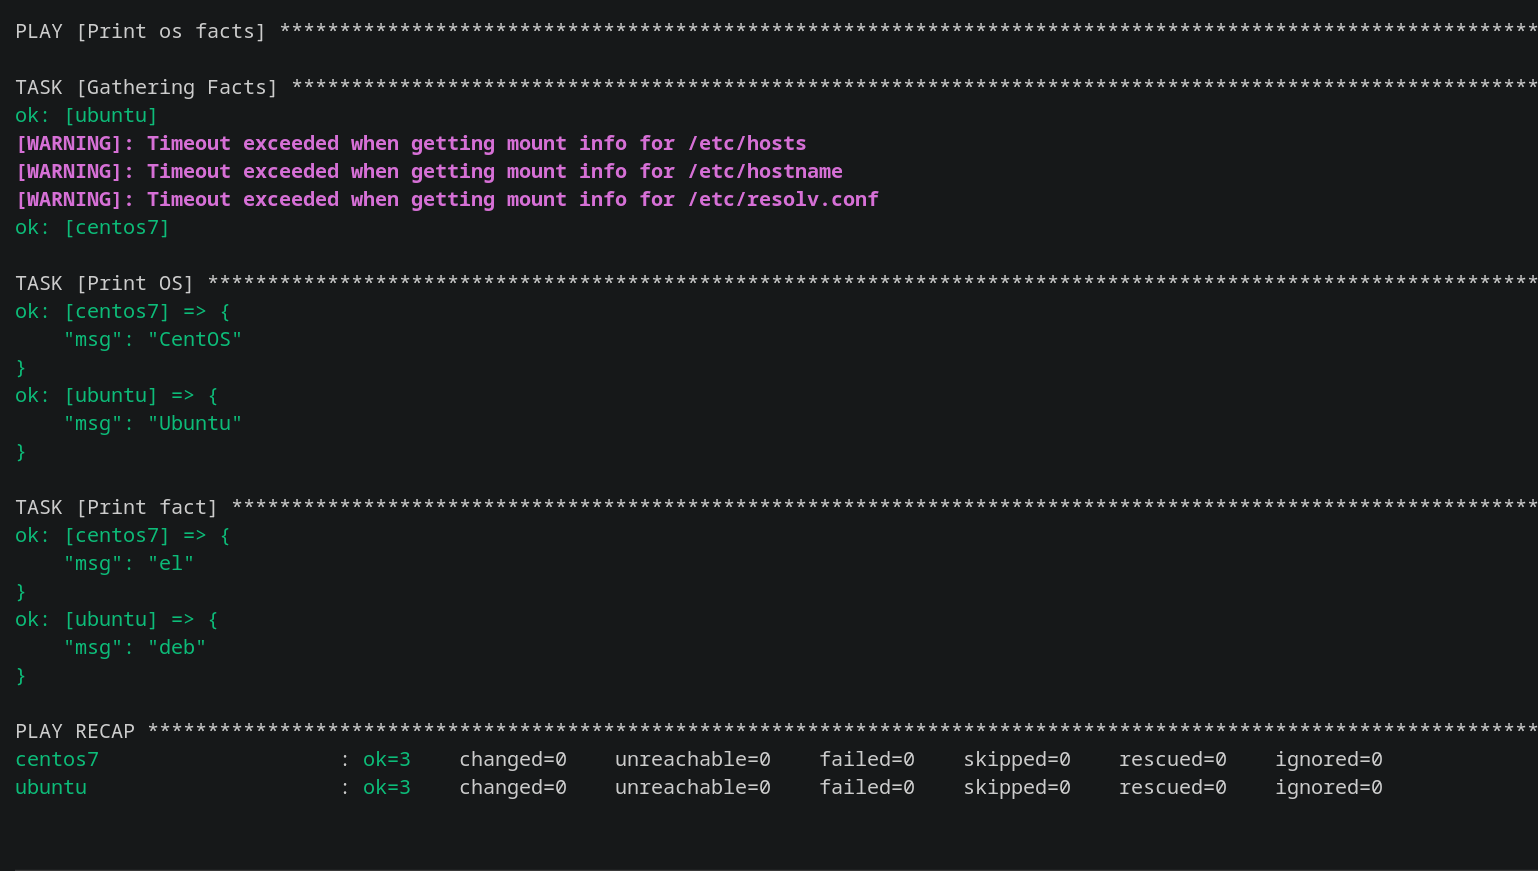 PLAY [Print os facts] *********************************************************************************************************
TASK [Gathering Facts] ********************************************************************************************************
ok: [ubuntu]
[WARNING]: Timeout exceeded when getting mount info for /etc/hosts
[WARNING]: Timeout exceeded when getting mount info for /etc/hostname
[WARNING]: Timeout exceeded when getting mount info for /etc/resolv.conf
ok: [centos7]
TASK [Print OS] ***************************************************************************************************************
ok: [centos7] => {
    "msg": "CentOS"
}
ok: [ubuntu] => {
    "msg": "Ubuntu"
}
TASK [Print fact] *************************************************************************************************************
ok: [centos7] => {
    "msg": "el"
}
ok: [ubuntu] => {
    "msg": "deb"
}
PLAY RECAP ********************************************************************************************************************
centos7                    : ok=3    changed=0    unreachable=0    failed=0    skipped=0    rescued=0    ignored=0
ubuntu                     : ok=3    changed=0    unreachable=0    failed=0    skipped=0    rescued=0    ignored=0